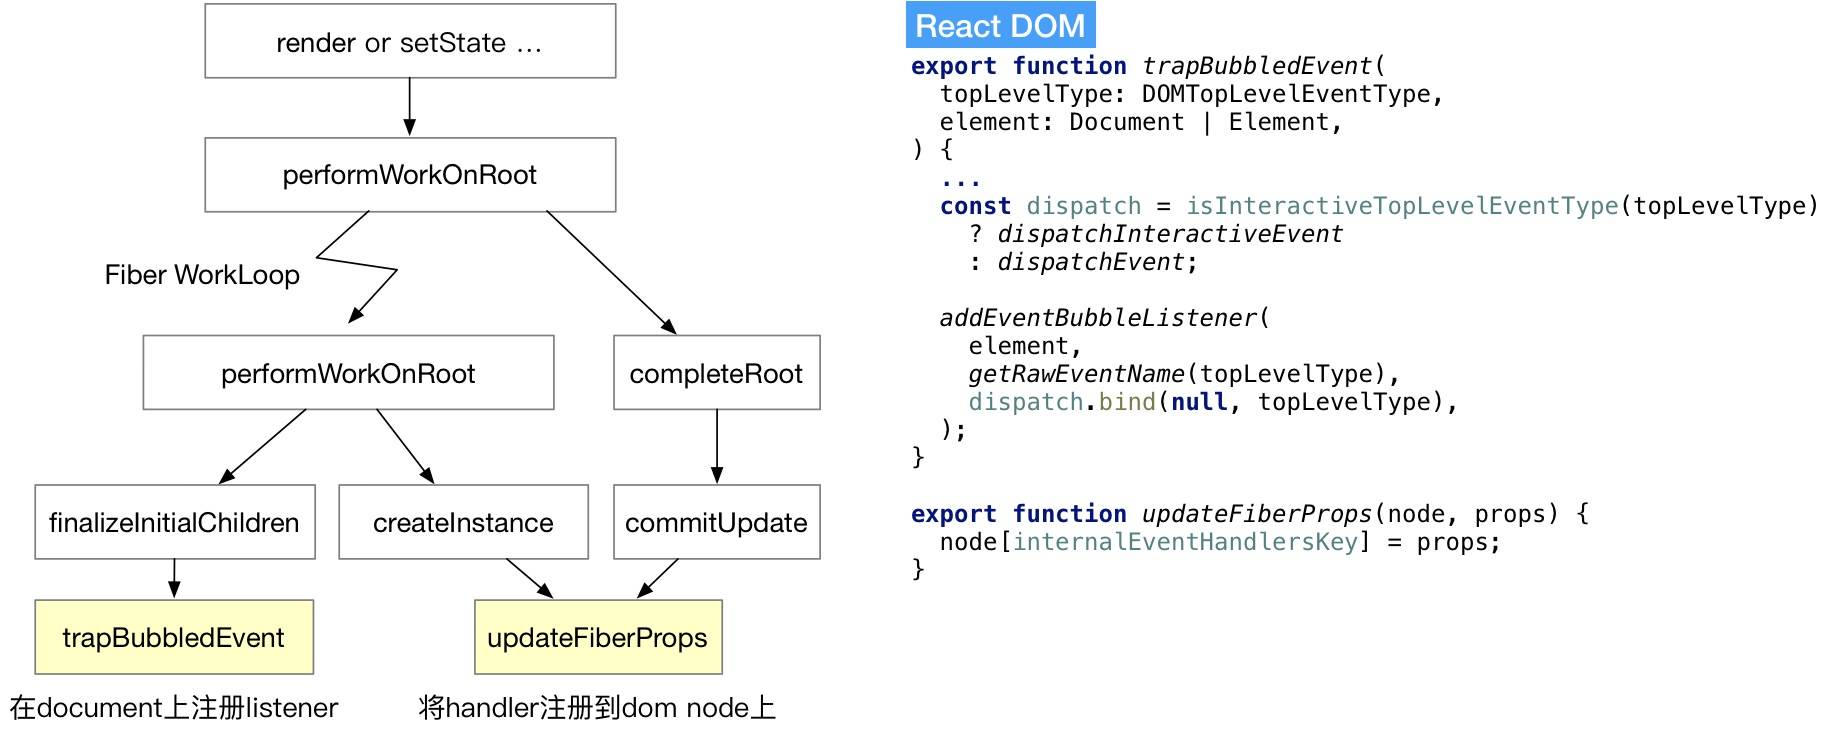 render or setState ...
performWorkOnRoot
Fiber WorkLoop
performWorkOnRoot
completeRoot
finalizeInitialChildren
createInstance
commitUpdate
trapBubbledEvent
updateFiberProps
在document上注册listener
将handler注册到dom node上
React DOM
export function trapBubbledEvent(
  topLevelType: DOMTopLevelEventType,
  element: Document | Element,
) {
  ...
  const dispatch = isInteractiveTopLevelEventType(topLevelType)
    ? dispatchInteractiveEvent
    : dispatchEvent;

  addEventBubbleListener(
    element,
    getRawEventName(topLevelType),
    dispatch.bind(null, topLevelType),
  );
}

export function updateFiberProps(node, props) {
  node[internalEventHandlersKey] = props;
}